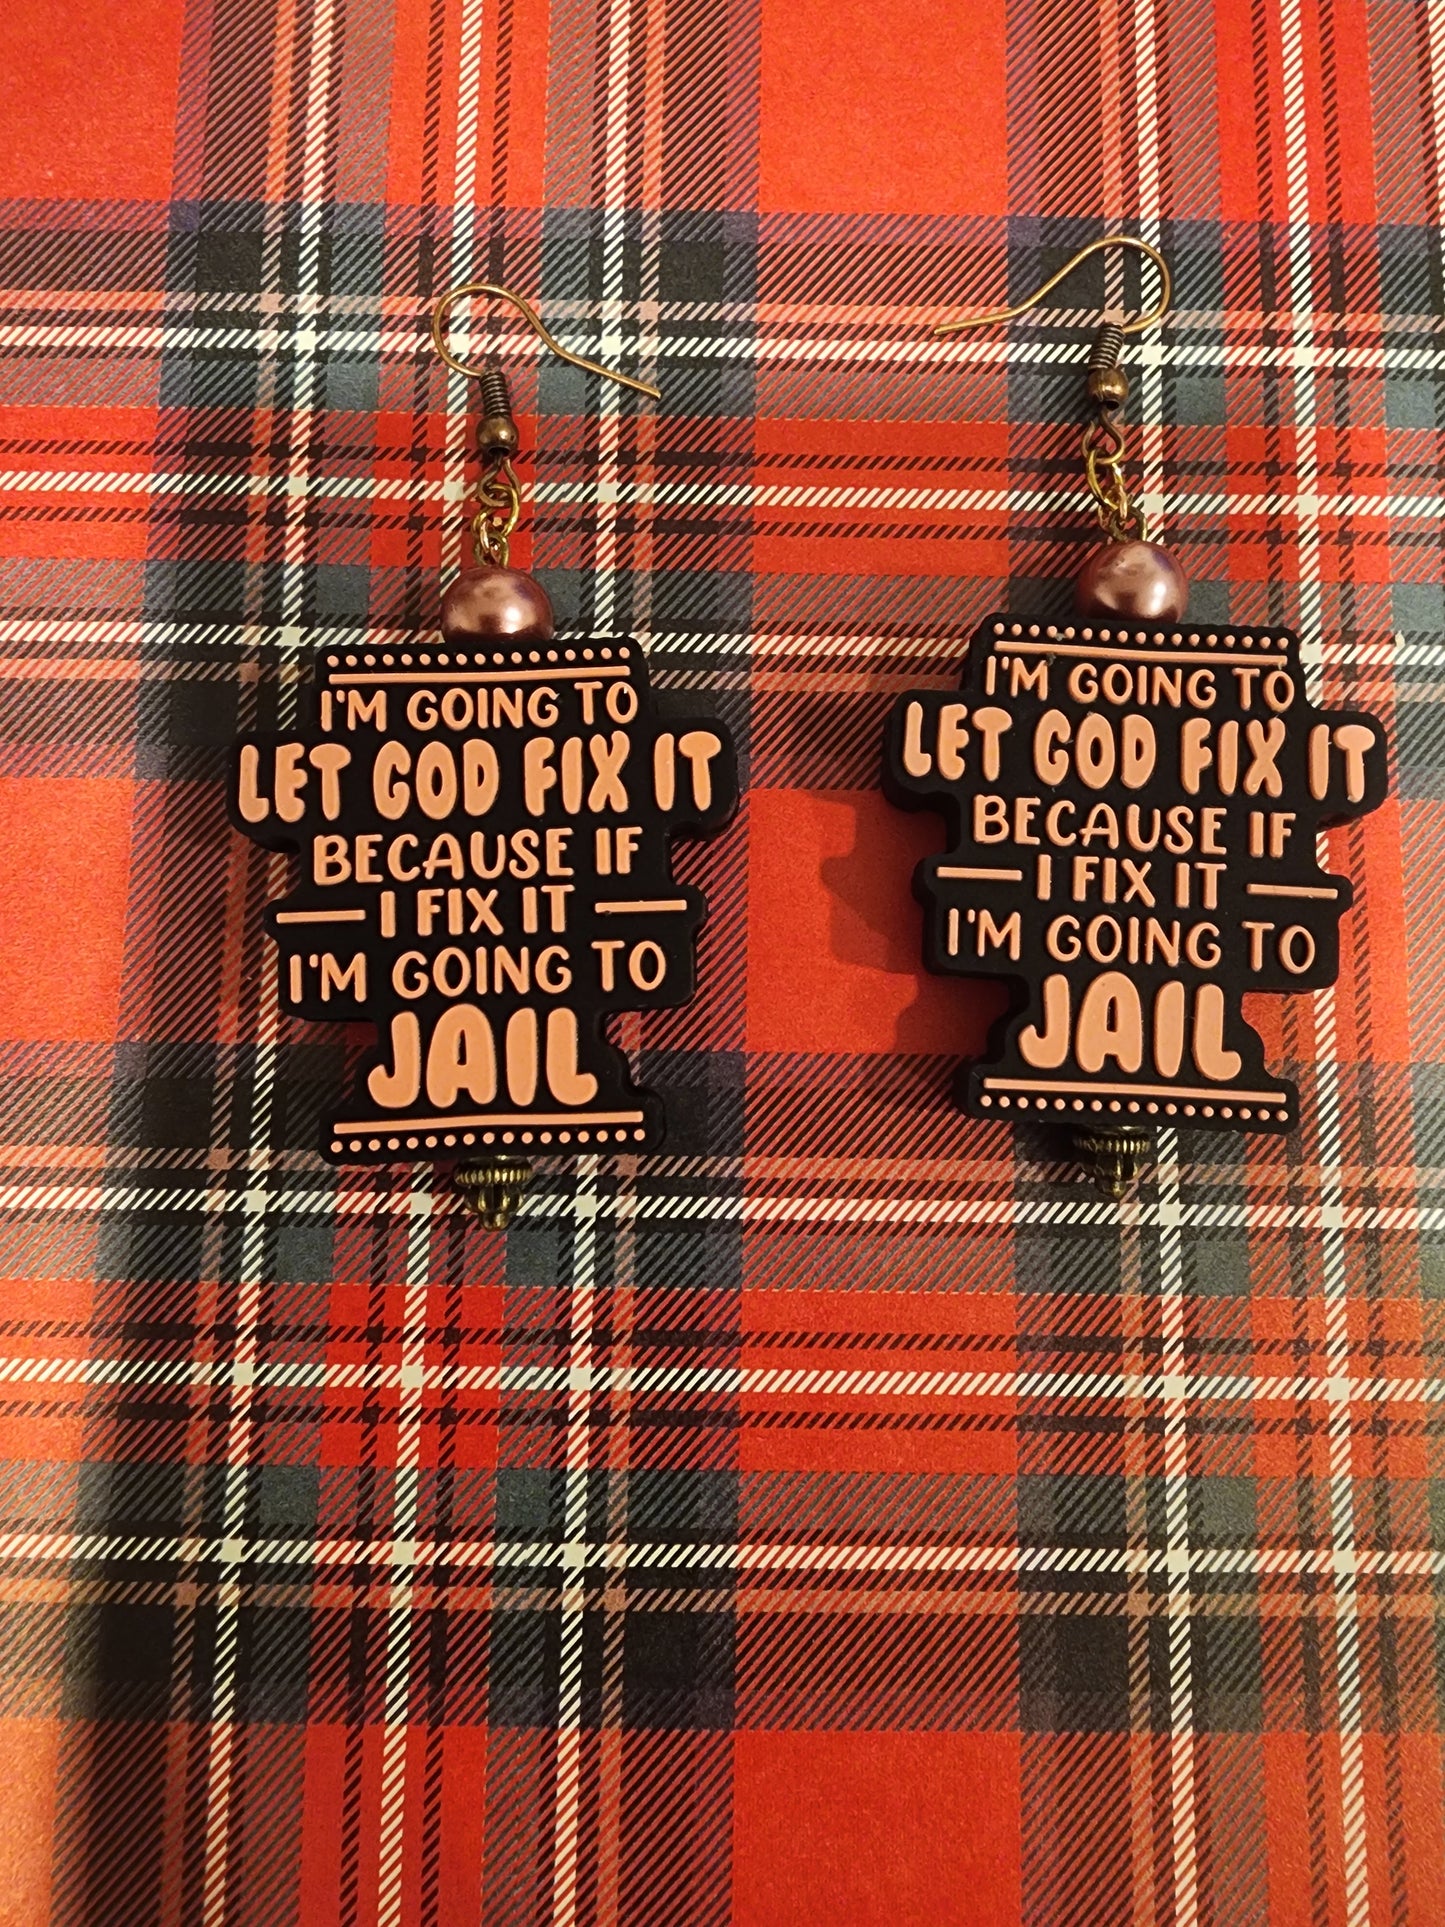 I'M GOING TO
LET GOD FIX IT
BECAUSE IF
I FIX IT
I'M GOING TO
JAIL
I'M GOING TO
LET GOD FIX IT
BECAUSE IF
I FIX IT
I'M GOING TO
JAIL